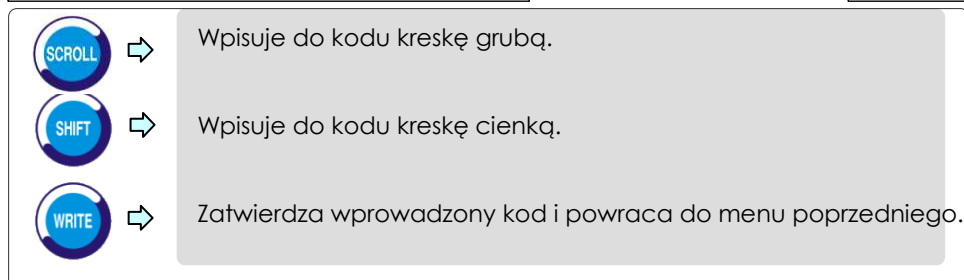 SCROLL Wpisuje do kodu kreskę grubą.
SHIFT Wpisuje do kodu kreskę cienką.
WRITE Zatwierdza wprowadzony kod i powraca do menu poprzedniego.